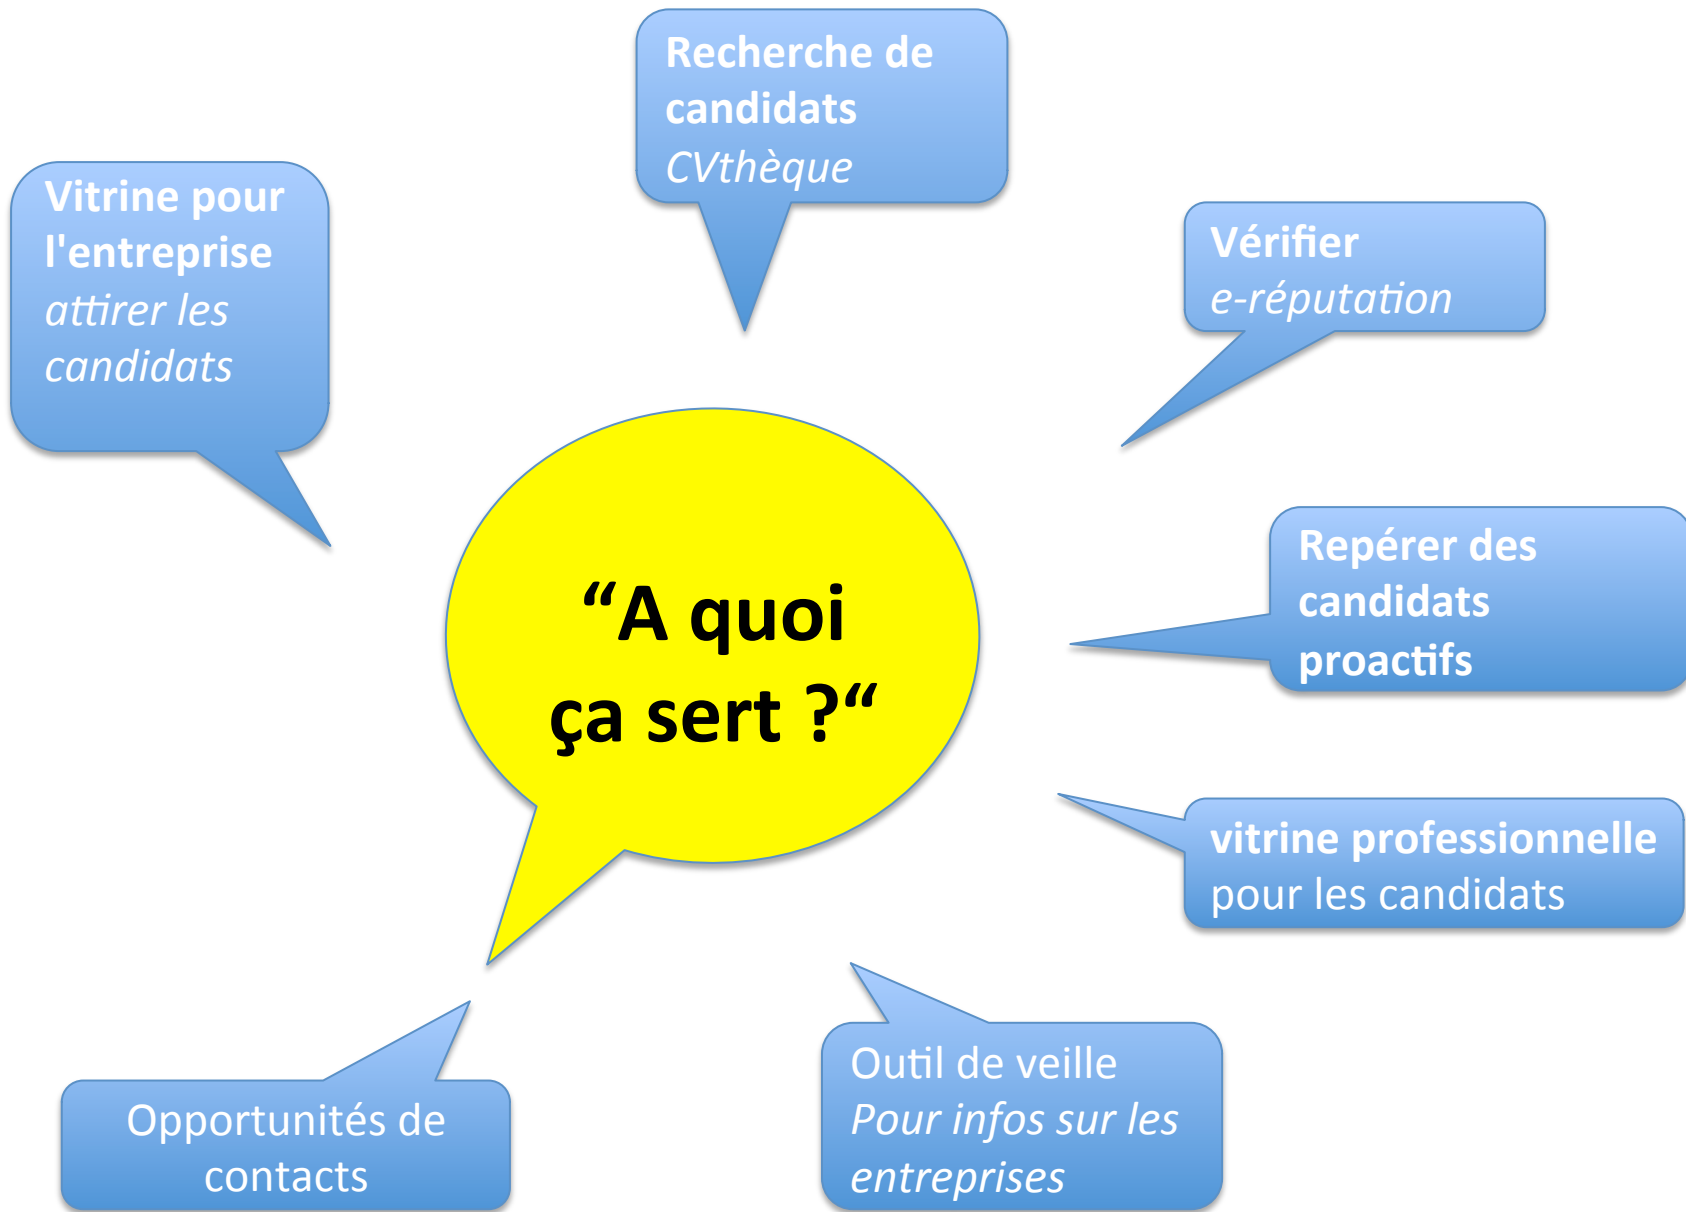 Recherche de
candidats
CVthèque
Vitrine pour
l'entreprise
attirer les
candidats
Vérifier
e-réputation
“A quoi
ça sert ?“
Repérer des
candidats
proactifs
vitrine professionnelle
pour les candidats
Outil de veille
Pour infos sur les
entreprises
Opportunités de
contacts